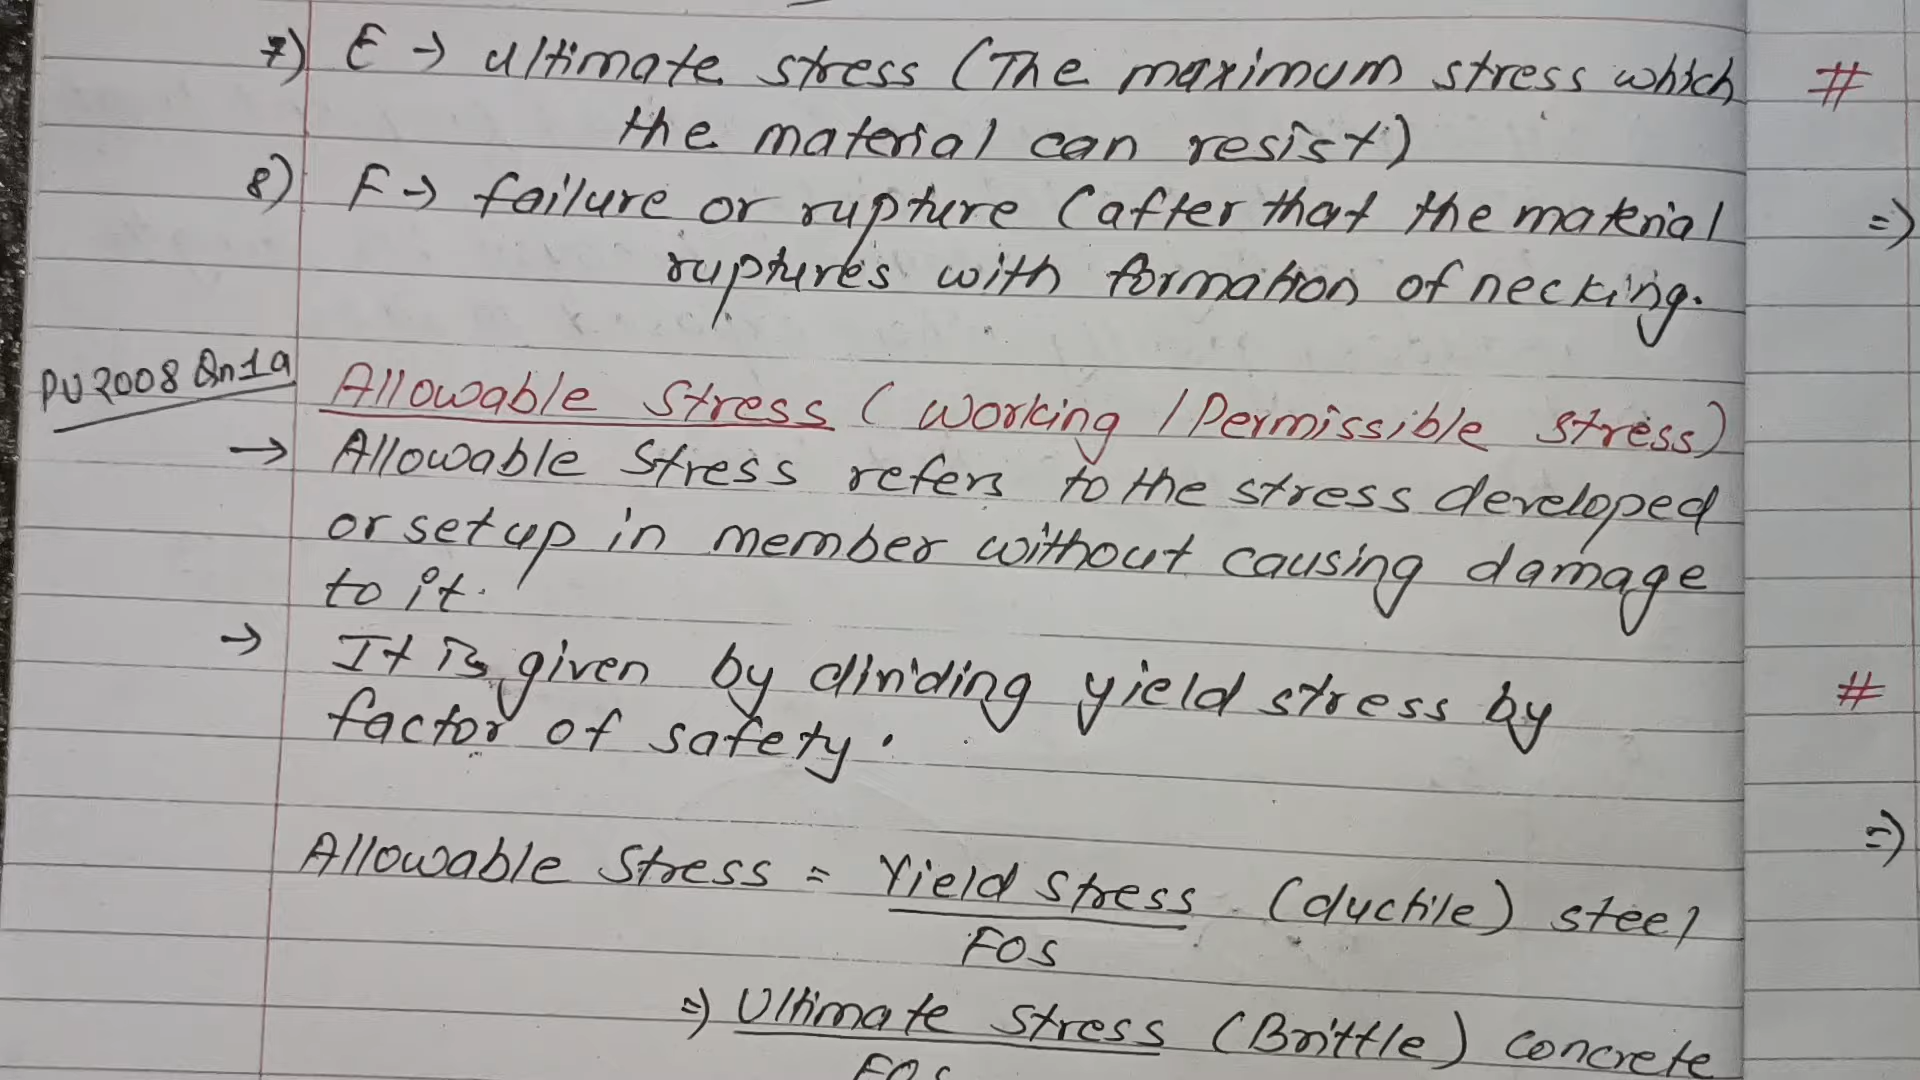 7) E → ultimate stress (The maximum stress which #
the material can resist)
8) F → failure or rupture (after that the material =)
ruptures with formation of necking.
PU 2008 Qn 1a
Allowable Stress (Working / Permissible stress)
→ Allowable Stress refers to the stress developed
or set up in member without causing damage
to it.
→ It is given by dividing yield stress by #
factor of safety.
=)
Allowable Stress = Yield Stress (ductile) steel
FOS
=) Ultimate Stress (Brittle) concrete
FOS